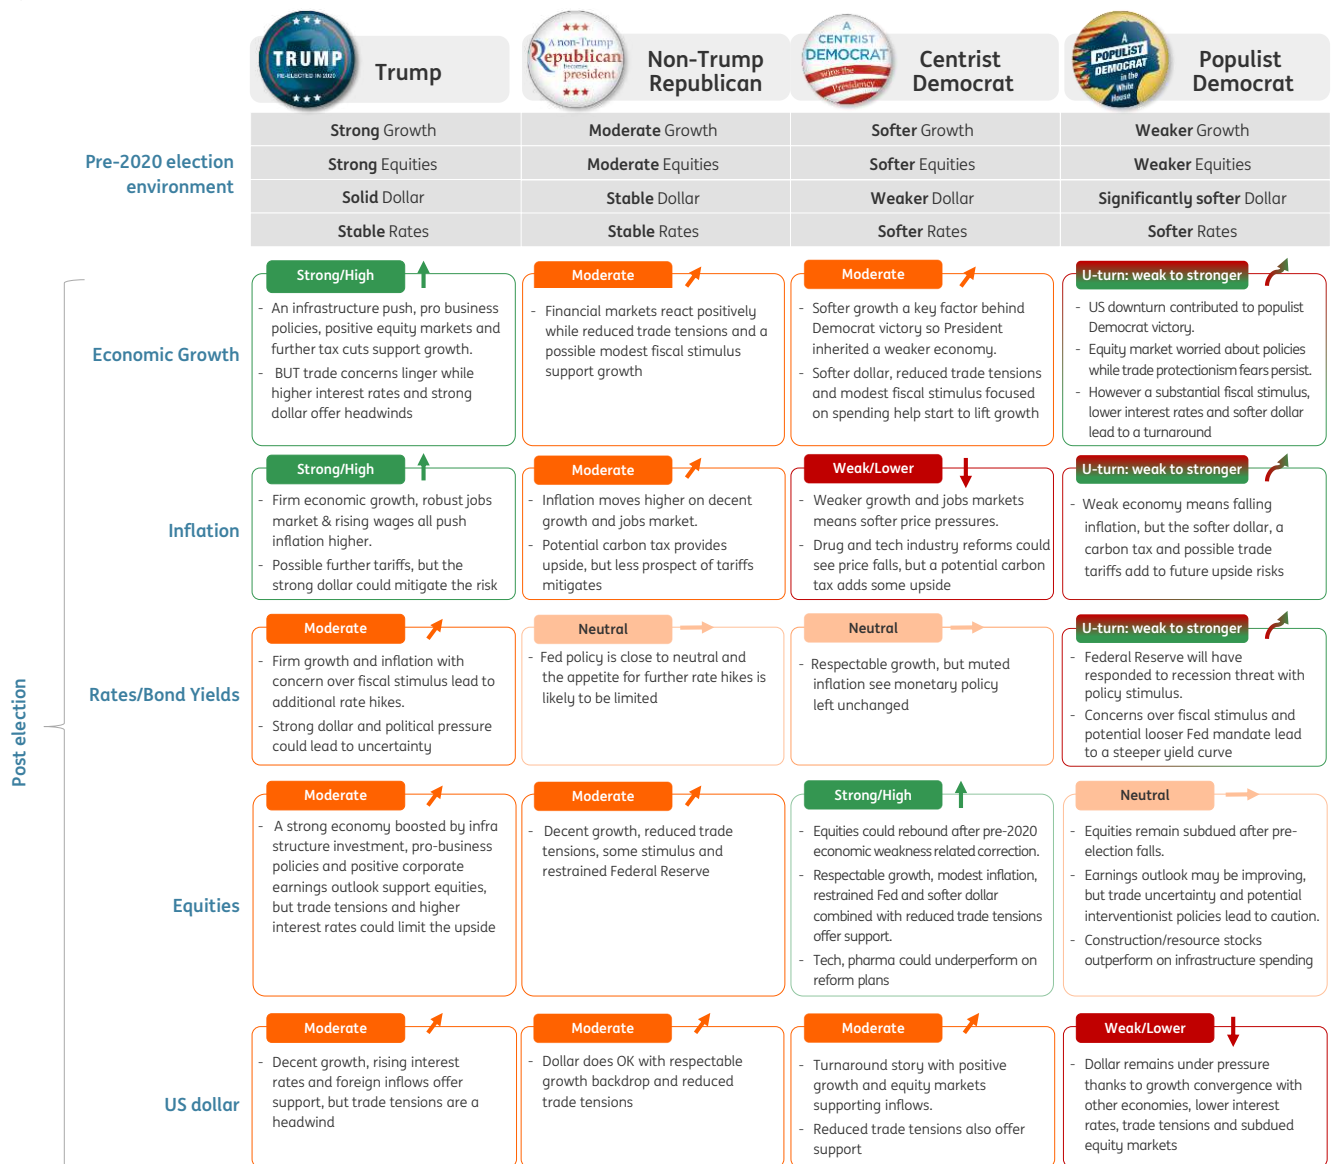 TRUMP
RE-ELECTED IN 2020
Trump
A non-Trump
Republican
becomes
president
Non-Trump
Republican
A
CENTRIST
DEMOCRAT
wins the
Presidency
Centrist
Democrat
A
POPULIST
DEMOCRAT
in the
White
House
Populist
Democrat
Pre-2020 election
environment
Strong Growth
Moderate Growth
Softer Growth
Weaker Growth
Strong Equities
Moderate Equities
Softer Equities
Weaker Equities
Solid Dollar
Stable Dollar
Weaker Dollar
Significantly softer Dollar
Stable Rates
Stable Rates
Softer Rates
Softer Rates
Post election
Economic Growth
Strong/High
- An infrastructure push, pro business
policies, positive equity markets and
further tax cuts support growth.
- BUT trade concerns linger while
higher interest rates and strong
dollar offer headwinds
Moderate
- Financial markets react positively
while reduced trade tensions and a
possible modest fiscal stimulus
support growth
Moderate
- Softer growth a key factor behind
Democrat victory so President
inherited a weaker economy.
- Softer dollar, reduced trade tensions
and modest fiscal stimulus focused
on spending help start to lift growth
U-turn: weak to stronger
- US downturn contributed to populist
Democrat victory.
- Equity market worried about policies
while trade protectionism fears persist.
- However a substantial fiscal stimulus,
lower interest rates and softer dollar
lead to a turnaround
Inflation
Strong/High
- Firm economic growth, robust jobs
market & rising wages all push
inflation higher.
- Possible further tariffs, but the
strong dollar could mitigate the risk
Moderate
- Inflation moves higher on decent
growth and jobs market.
- Potential carbon tax provides
upside, but less prospect of tariffs
mitigates
Weak/Lower
- Weaker growth and jobs markets
means softer price pressures.
- Drug and tech industry reforms could
see price falls, but a potential carbon
tax adds some upside
U-turn: weak to stronger
- Weak economy means falling
inflation, but the softer dollar, a
carbon tax and possible trade
tariffs add to future upside risks
Rates/Bond Yields
Moderate
- Firm growth and inflation with
concern over fiscal stimulus lead to
additional rate hikes.
- Strong dollar and political pressure
could lead to uncertainty
Neutral
- Fed policy is close to neutral and
the appetite for further rate hikes is
likely to be limited
Neutral
- Respectable growth, but muted
inflation see monetary policy
left unchanged
U-turn: weak to stronger
- Federal Reserve will have
responded to recession threat with
policy stimulus.
- Concerns over fiscal stimulus and
potential looser Fed mandate lead
to a steeper yield curve
Equities
Moderate
- A strong economy boosted by infra
structure investment, pro-business
policies and positive corporate
earnings outlook support equities,
but trade tensions and higher
interest rates could limit the upside
Moderate
- Decent growth, reduced trade
tensions, some stimulus and
restrained Federal Reserve
Strong/High
- Equities could rebound after pre-2020
economic weakness related correction.
- Respectable growth, modest inflation,
restrained Fed and softer dollar
combined with reduced trade tensions
offer support.
- Tech, pharma could underperform on
reform plans
Neutral
- Equities remain subdued after pre-
election falls.
- Earnings outlook may be improving,
but trade uncertainty and potential
interventionist policies lead to caution.
- Construction/resource stocks
outperform on infrastructure spending
US dollar
Moderate
- Decent growth, rising interest
rates and foreign inflows offer
support, but trade tensions are a
headwind
Moderate
- Dollar does OK with respectable
growth backdrop and reduced
trade tensions
Moderate
- Turnaround story with positive
growth and equity markets
supporting inflows.
- Reduced trade tensions also offer
support
Weak/Lower
- Dollar remains under pressure
thanks to growth convergence with
other economies, lower interest
rates, trade tensions and subdued
equity markets